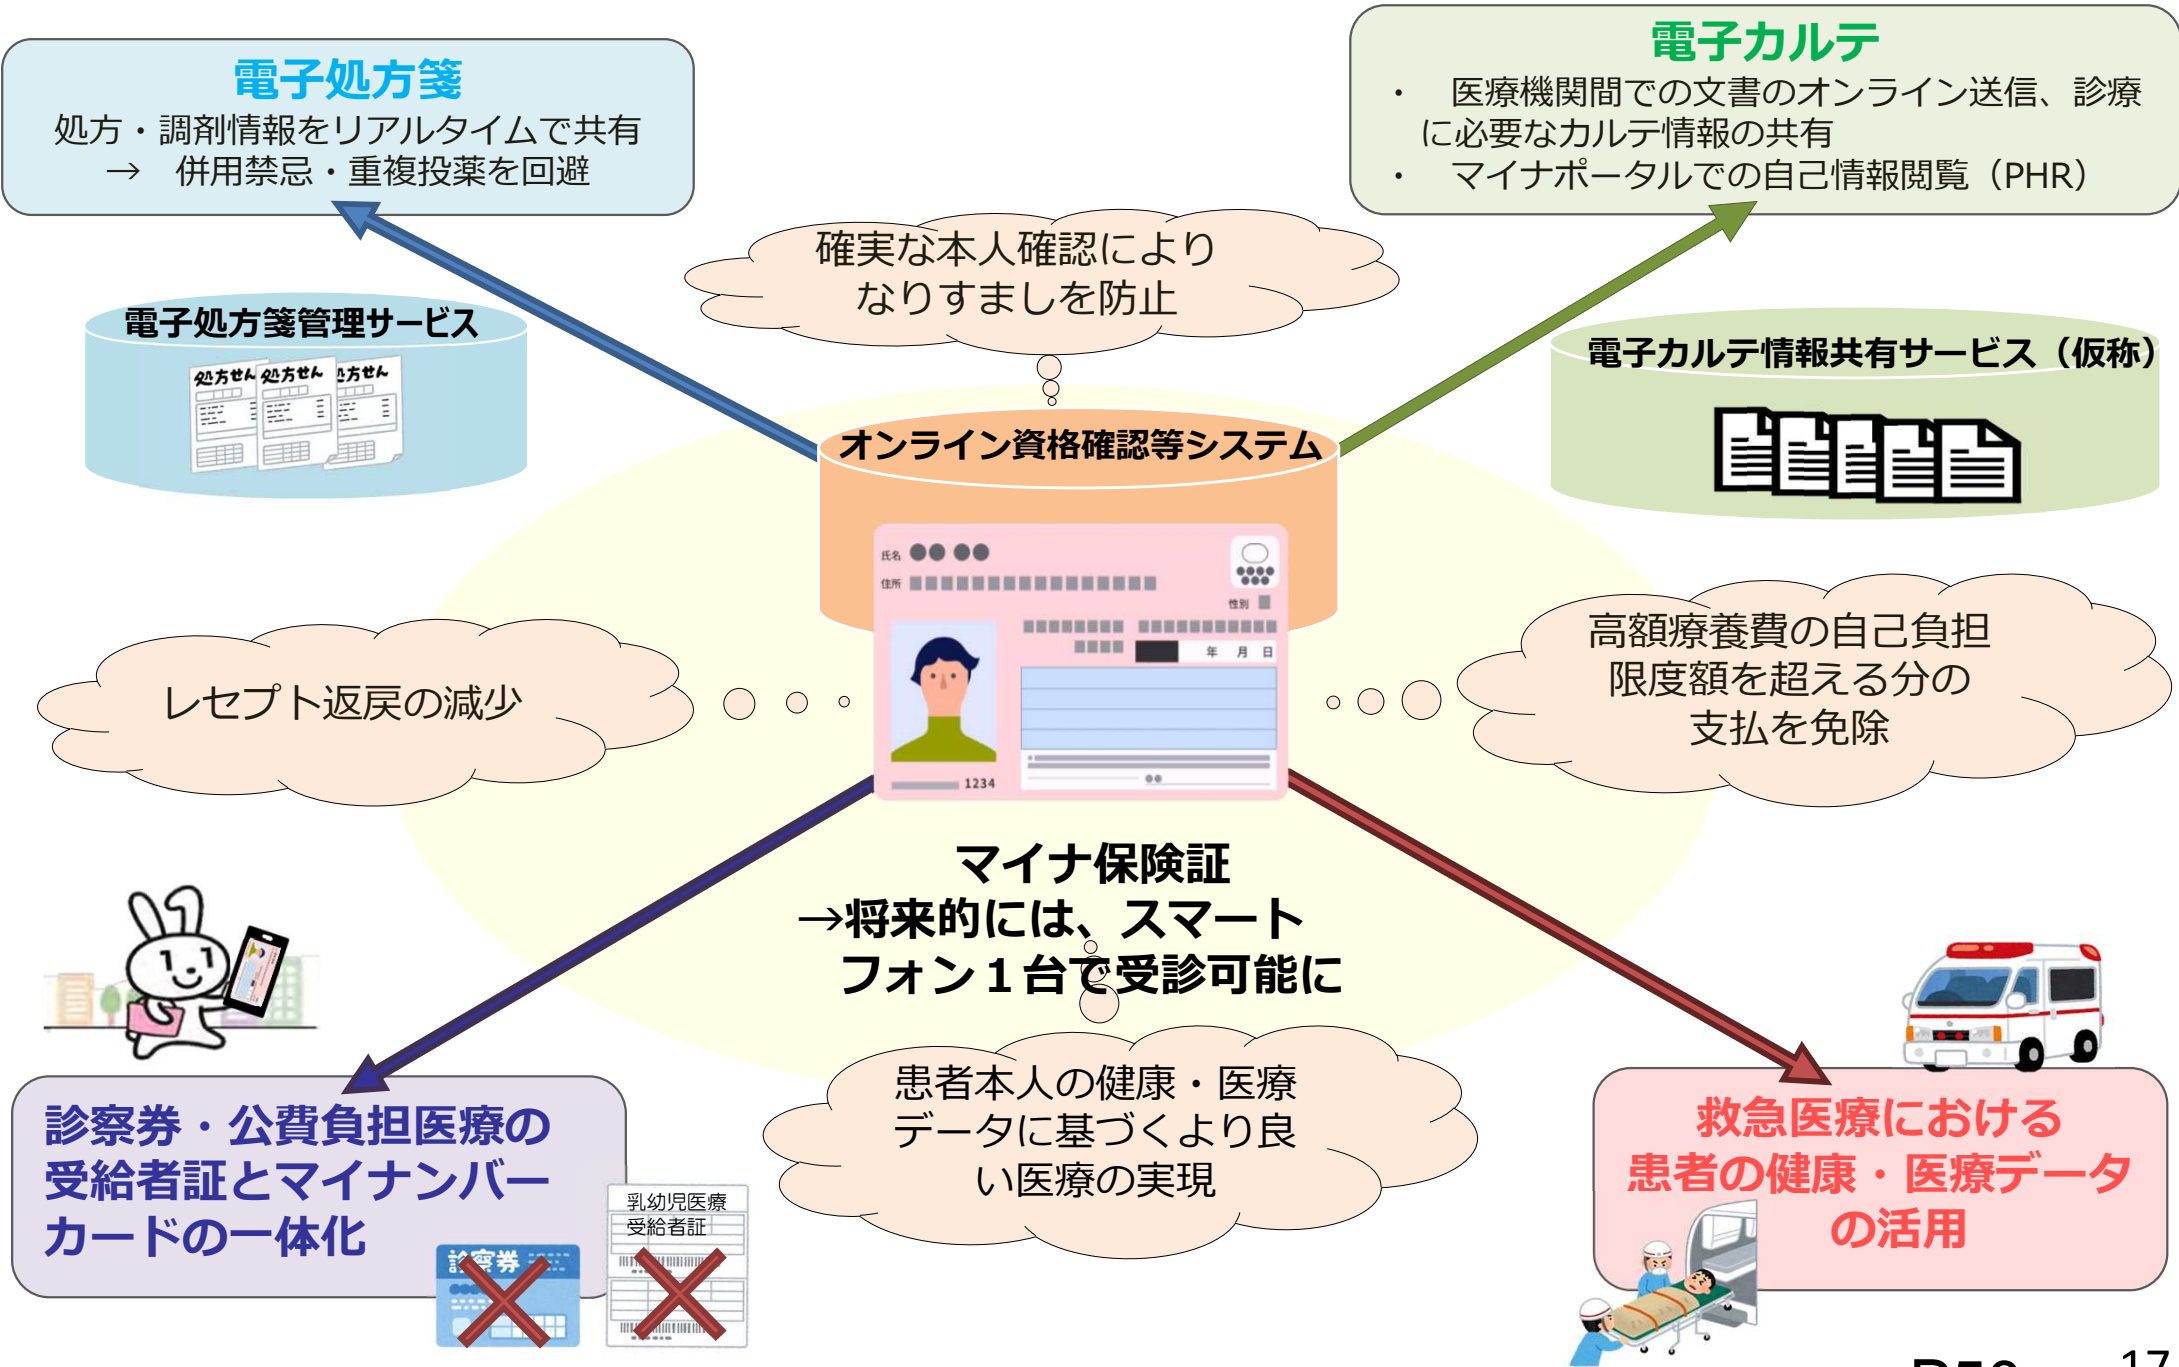 電子処方箋
処方・調剤情報をリアルタイムで共有
→　併用禁忌・重複投薬を回避
電子カルテ
・　医療機関間での文書のオンライン送信、診療
に必要なカルテ情報の共有
・　マイナポータルでの自己情報閲覧（PHR）
確実な本人確認により
なりすましを防止
電子処方箋管理サービス
処方せん
処方せん
処方せん
電子カルテ情報共有サービス（仮称）
オンライン資格確認等システム
氏名
住所
性別
年 月 日
1234
レセプト返戻の減少
高額療養費の自己負担
限度額を超える分の
支払を免除
マイナ保険証
→将来的には、スマート
フォン１台で受診可能に
患者本人の健康・医療
データに基づくより良
い医療の実現
診察券・公費負担医療の
受給者証とマイナンバー
カードの一体化
診察券
乳幼児医療
受給者証
救急医療における
患者の健康・医療データ
の活用
17